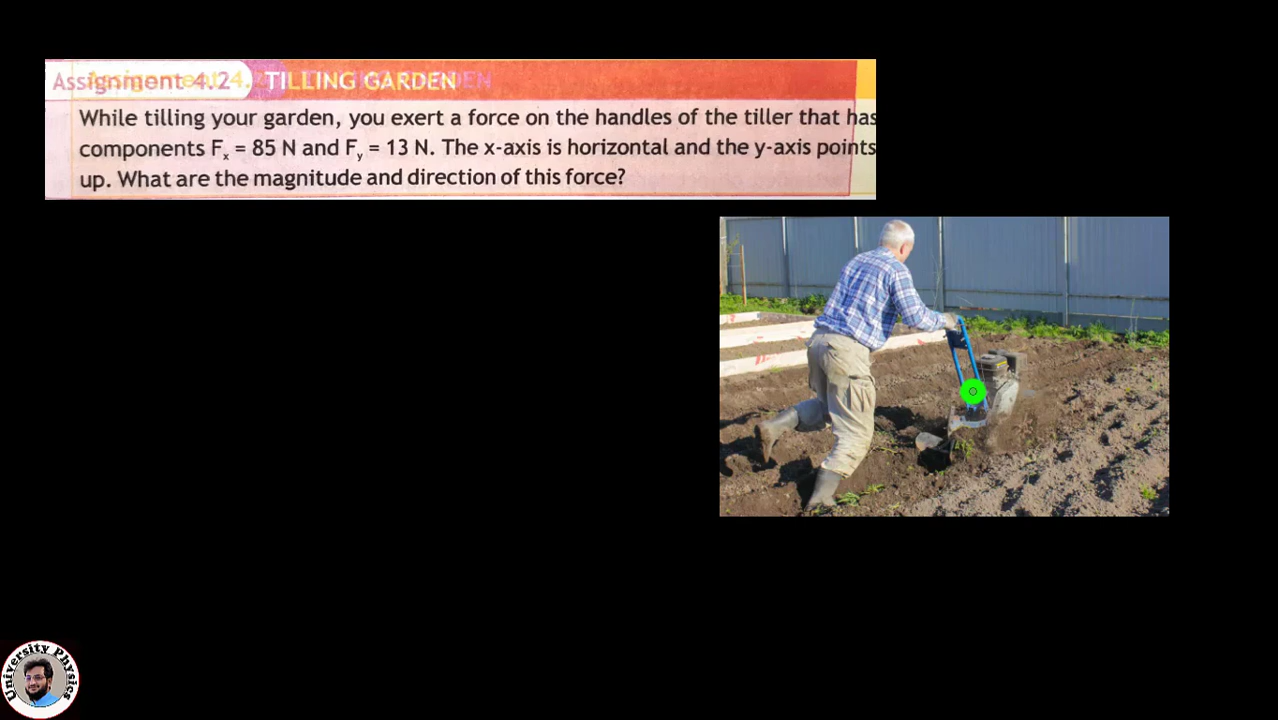 Assignment 4.2 TILLING GARDEN
While tilling your garden, you exert a force on the handles of the tiller that has
components Fx = 85 N and Fy = 13 N. The x-axis is horizontal and the y-axis points
up. What are the magnitude and direction of this force?
University Physics